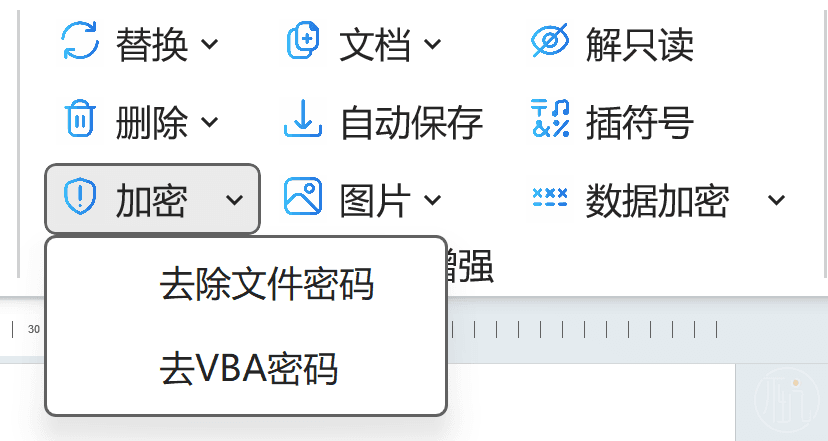 替换 文档 解只读
删除 自动保存 插符号
加密 图片 数据加密
增强
去除文件密码
30
去VBA密码